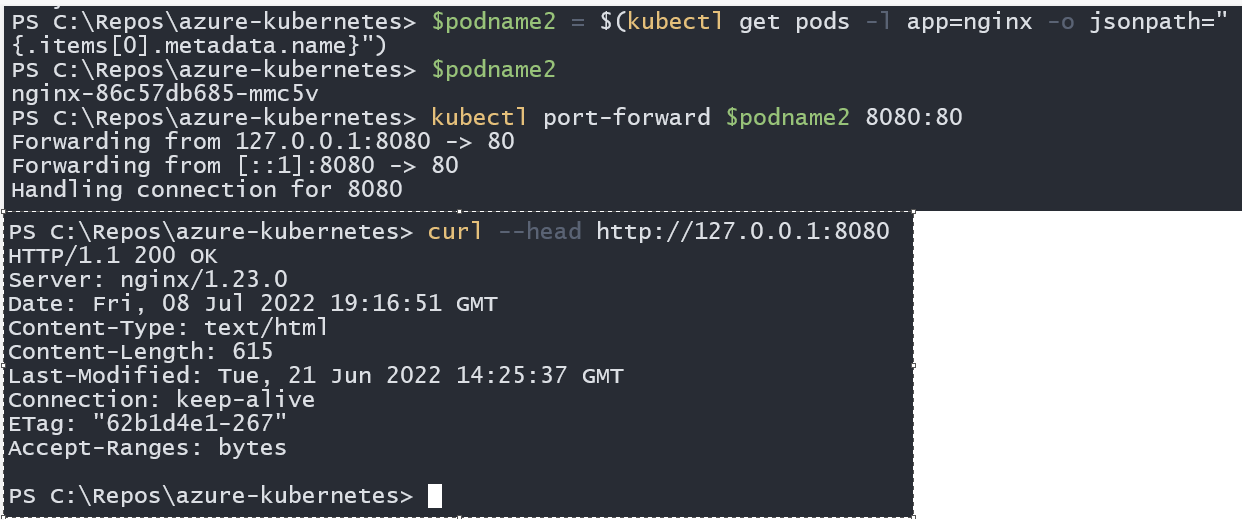 PS C:\Repos\azure-kubernetes> $podname2 = $(kubectl get pods -l app=nginx -o jsonpath="
{.items[0].metadata.name}")
PS C:\Repos\azure-kubernetes> $podname2
nginx-86c57db685-mmc5v
PS C:\Repos\azure-kubernetes> kubectl port-forward $podname2 8080:80
Forwarding from 127.0.0.1:8080 -> 80
Forwarding from [::1]:8080 -> 80
Handling connection for 8080
PS C:\Repos\azure-kubernetes> curl --head http://127.0.0.1:8080
HTTP/1.1 200 OK
Server: nginx/1.23.0
Date: Fri, 08 Jul 2022 19:16:51 GMT
Content-Type: text/html
Content-Length: 615
Last-Modified: Tue, 21 Jun 2022 14:25:37 GMT
Connection: keep-alive
ETag: "62b1d4e1-267"
Accept-Ranges: bytes
PS C:\Repos\azure-kubernetes>